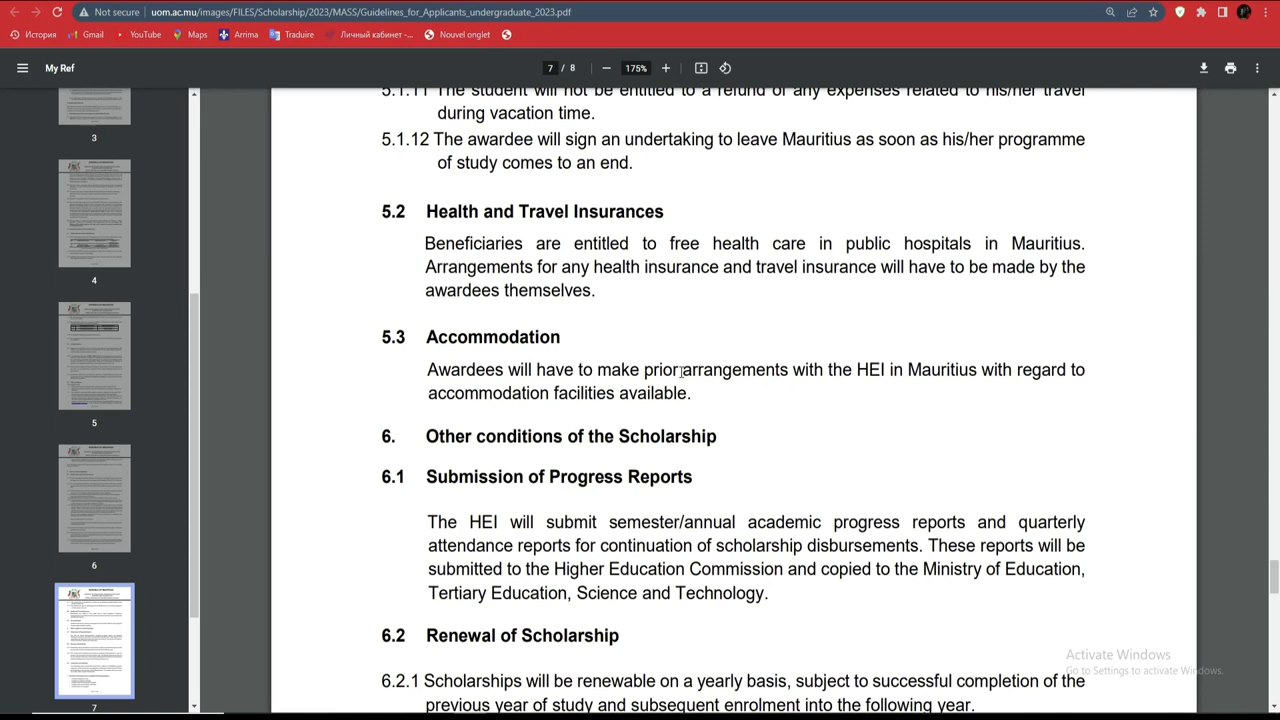 Not secure | uom.ac.mu/images/FILES/Scholarship/2023/MASS/Guidelines_for_Applicants_undergraduate_2023.pdf
История Gmail YouTube Maps Arrima Traduire Личный кабинет -... Nouvel onglet
My Ref 7 / 8 175%
3
4
5
6
7
5.1.11 The student will not be entitled to a refund of any expenses related to his/her travel
during vacation time.
5.1.12 The awardee will sign an undertaking to leave Mauritius as soon as his/her programme
of study comes to an end.
5.2 Health and Travel Insurances
Beneficiaries are entitled to free health care in public hospitals in Mauritius.
Arrangements for any health insurance and travel insurance will have to be made by the
awardees themselves.
5.3 Accommodation
Awardees will have to make prior arrangements with the HEI in Mauritius with regard to
accommodation facilities available.
6. Other conditions of the Scholarship
6.1 Submission of Progress Reports
The HEI will submit semester/annual academic progress reports and quarterly
attendance reports for continuation of scholarship disbursements. These reports will be
submitted to the Higher Education Commission and copied to the Ministry of Education,
Tertiary Education, Science and Technology.
6.2 Renewal of Scholarship
6.2.1 Scholarships will be renewable on a yearly basis subject to successful completion of the
previous year of study and subsequent enrolment into the following year.
Activate Windows
Go to Settings to activate Windows.